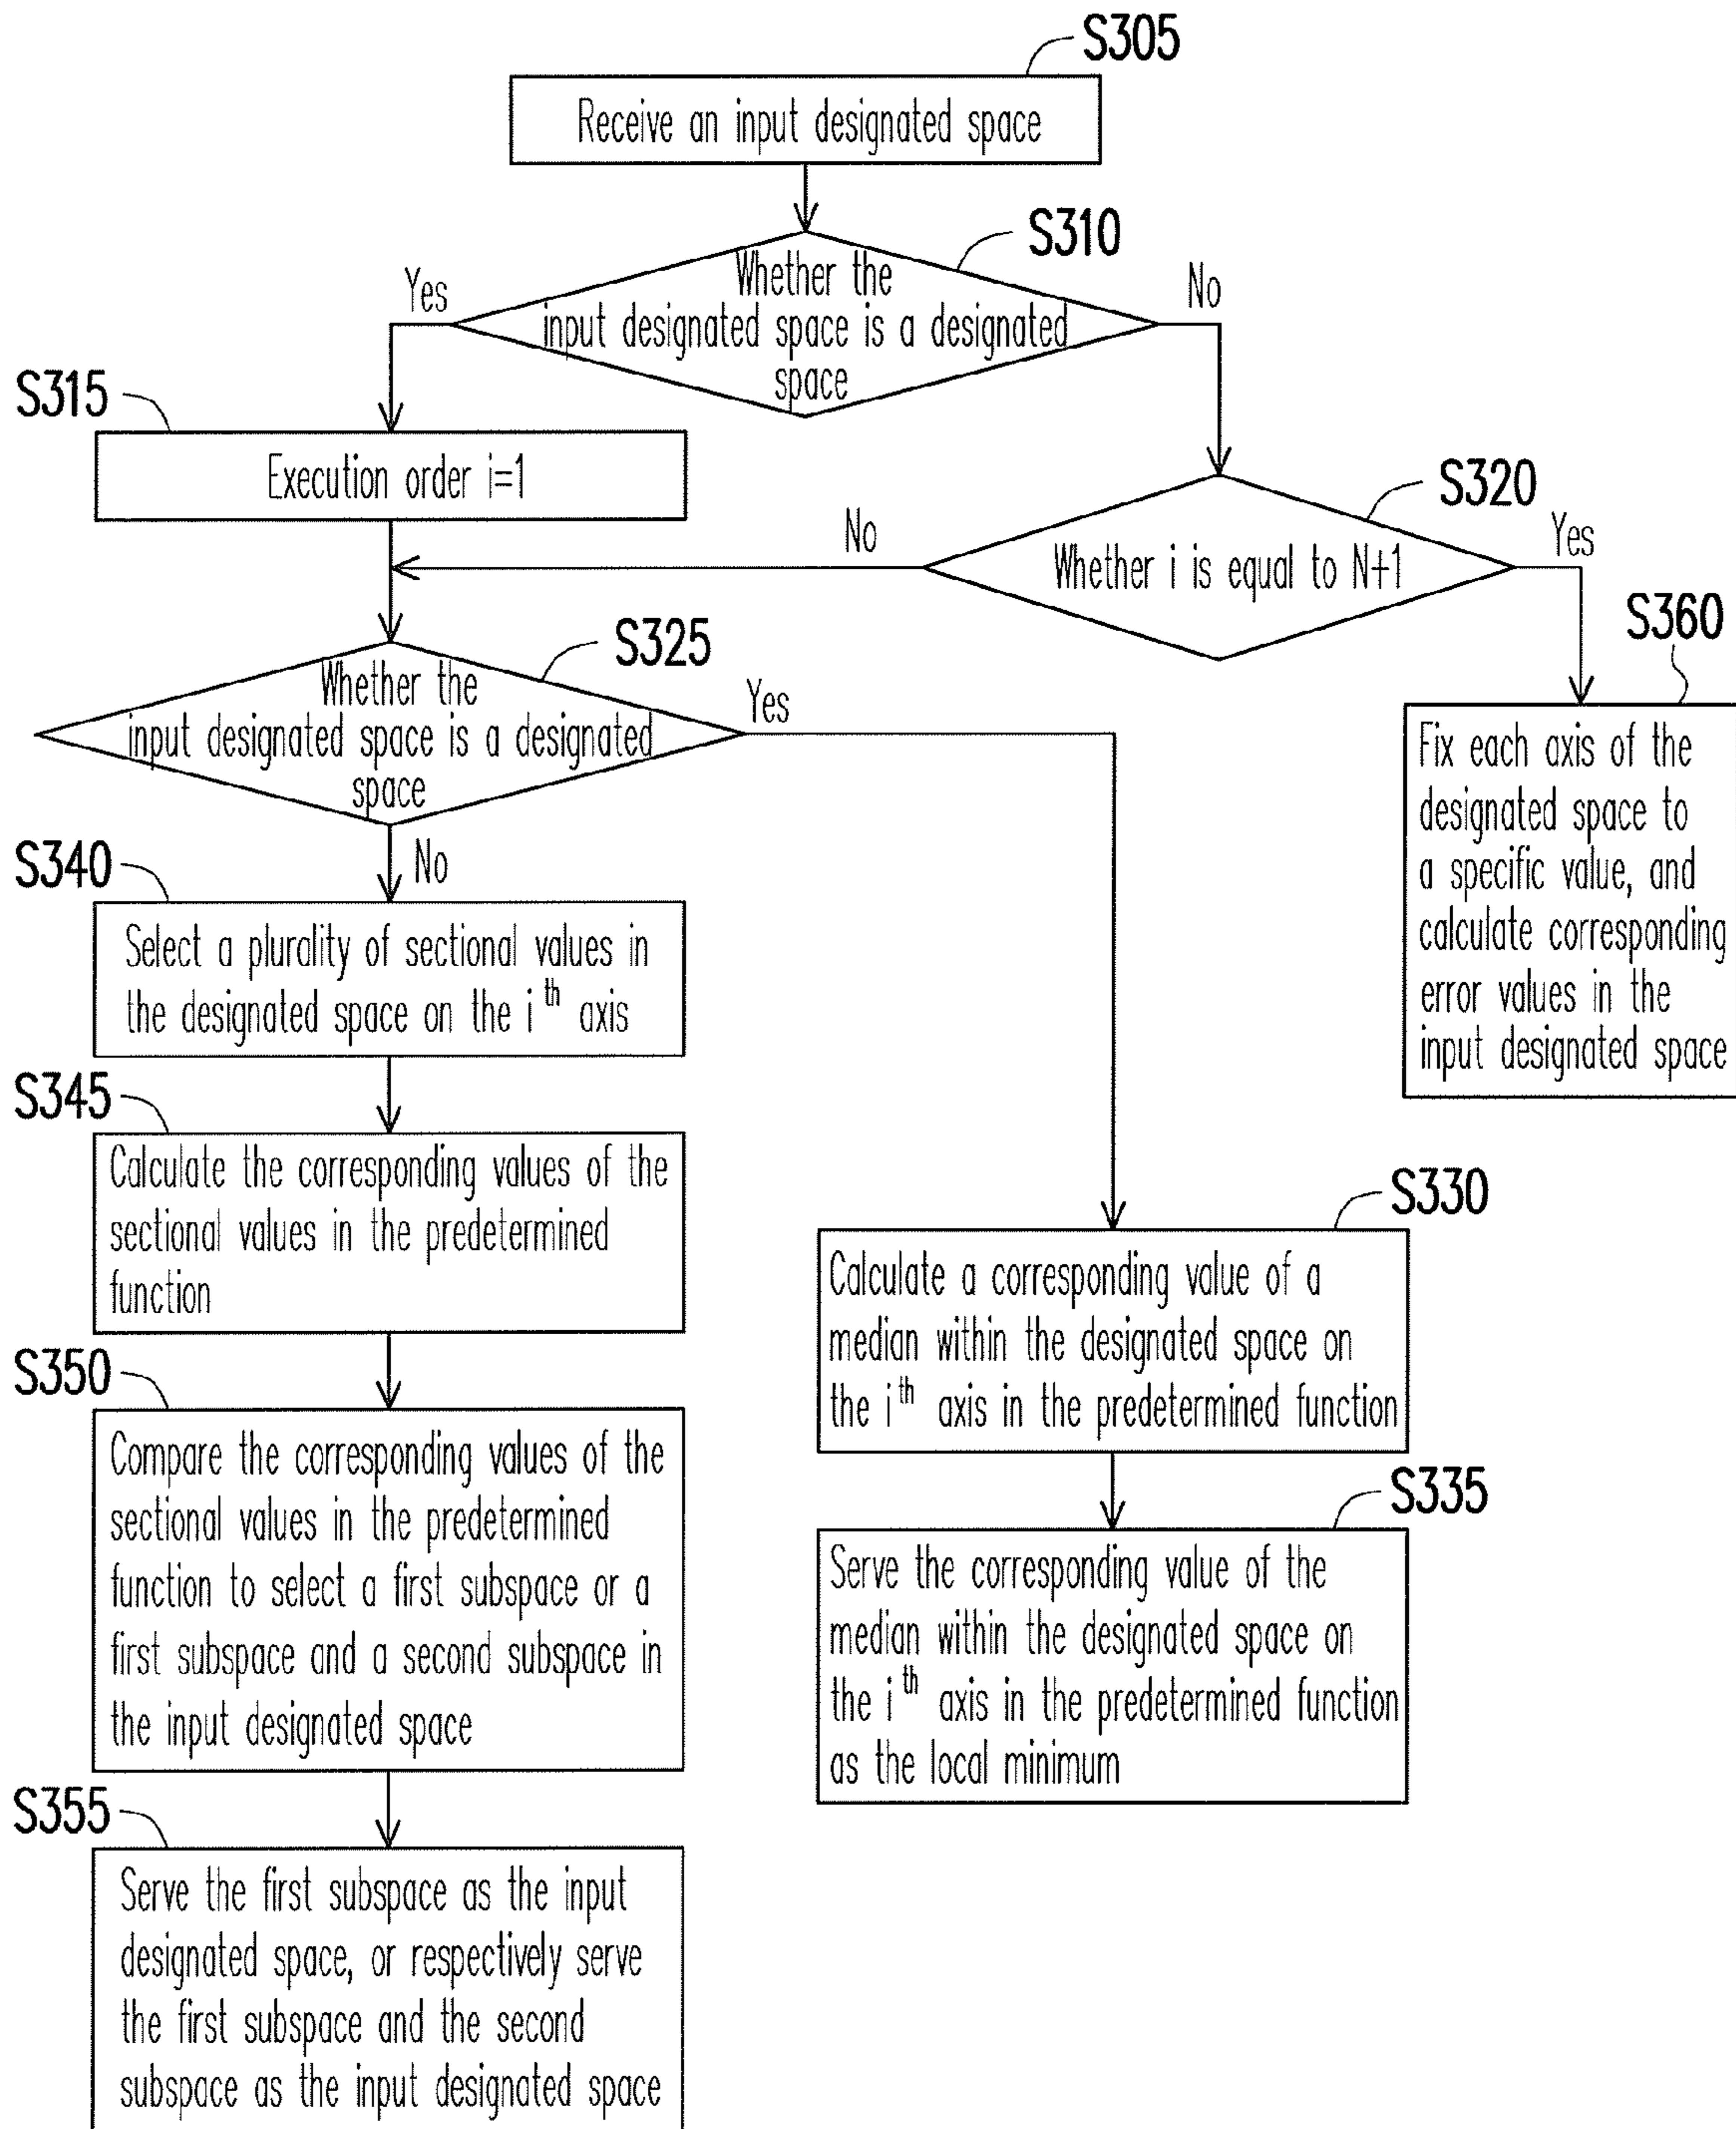 S305
Receive an input designated space
S310
Whether the
input designated space is a designated
space
Yes
No
S315
Execution order i=1
S320
Whether i is equal to N+1
No
Yes
S325
Whether the
input designated space is a designated
space
Yes
No
S360
Fix each axis of the
designated space to
a specific value, and
calculate corresponding
error values in the
input designated space
S340
Select a plurality of sectional values in
the designated space on the i th axis
S345
Calculate the corresponding values of the
sectional values in the predetermined
function
S330
Calculate a corresponding value of a
median within the designated space on
the i th axis in the predetermined function
S350
Compare the corresponding values of the
sectional values in the predetermined
function to select a first subspace or a
first subspace and a second subspace in
the input designated space
S335
Serve the corresponding value of the
median within the designated space on
the i th axis in the predetermined function
as the local minimum
S355
Serve the first subspace as the input
designated space, or respectively serve
the first subspace and the second
subspace as the input designated space